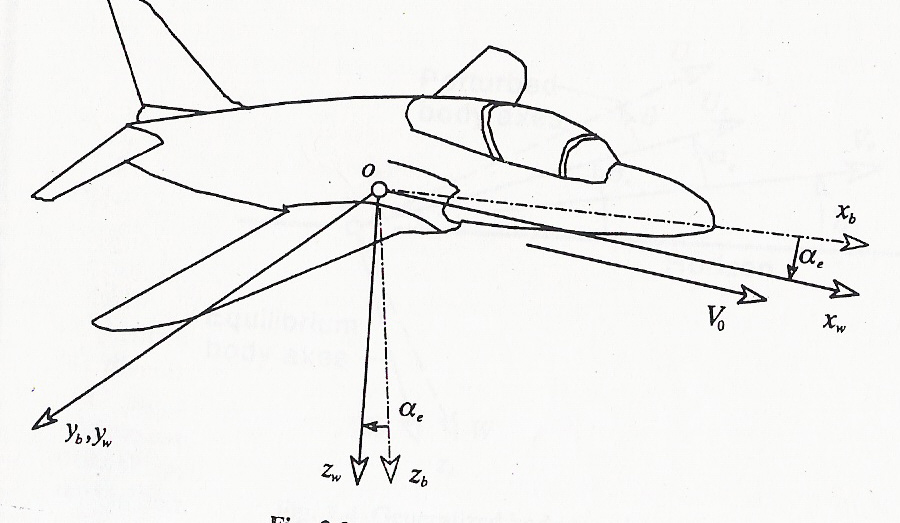 o
x_b
α_e
V_0
x_w
α_e
y_b, y_w
z_w
z_b